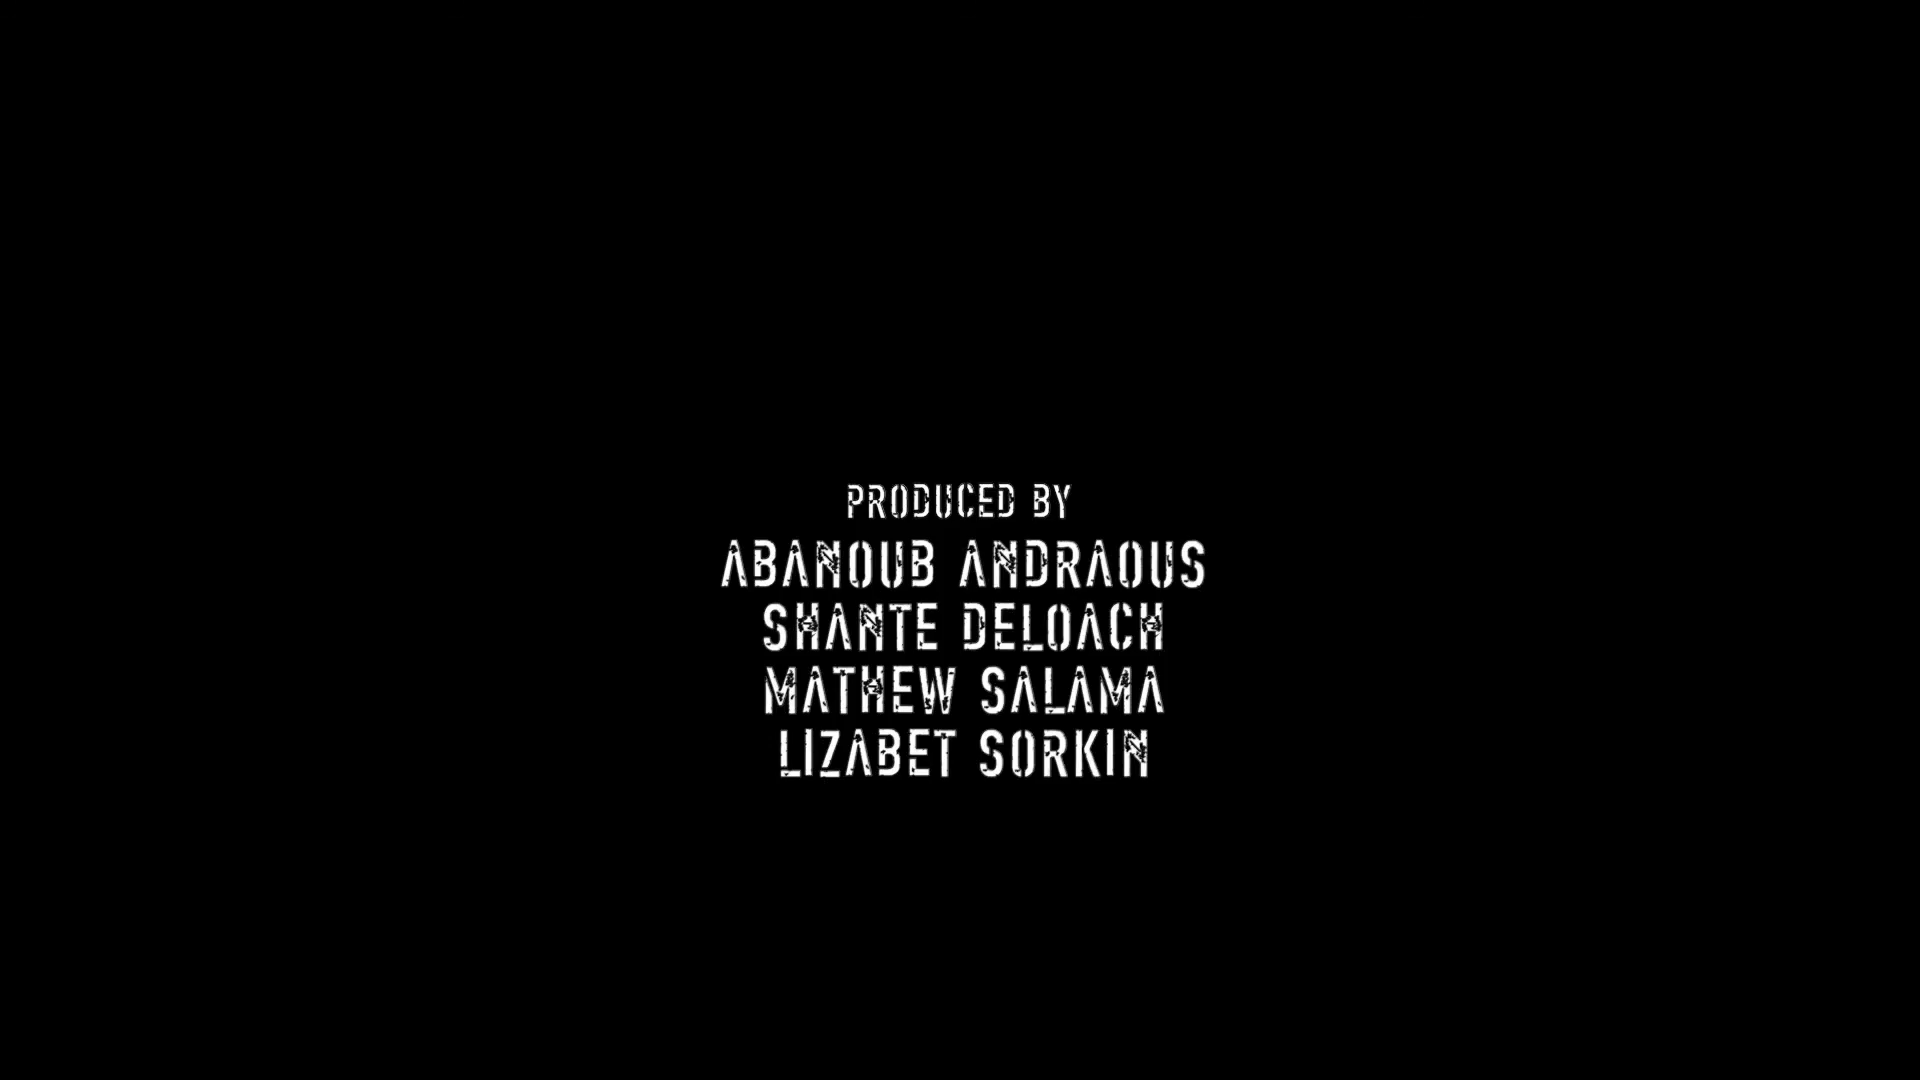 PRODUCED BY
ABANOUB ANDRAOUS
SHANTE DELOACH
MATHEW SALAMA
LIZABET SORKIN